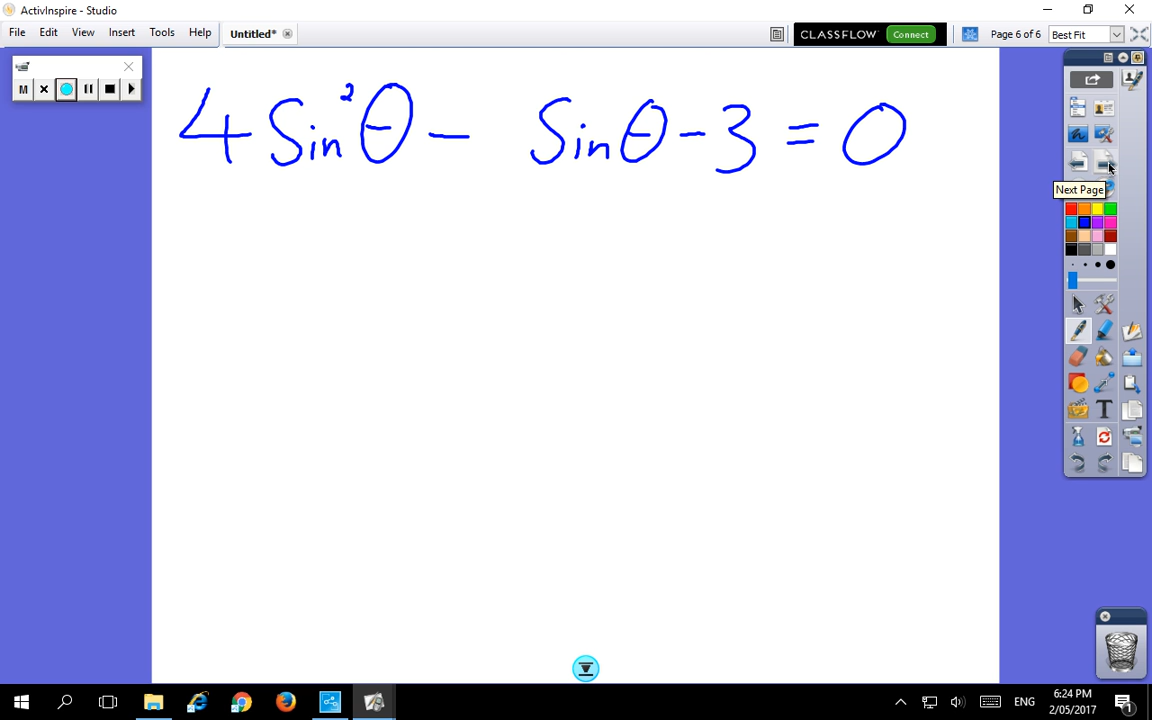 ActivInspire - Studio
File Edit View Insert Tools Help Untitled* CLASSFLOW Connect Page 6 of 6 Best Fit
M
4 Sin²θ − Sinθ − 3 = 0
Next Page
T
ENG
6:24 PM
2/05/2017
1